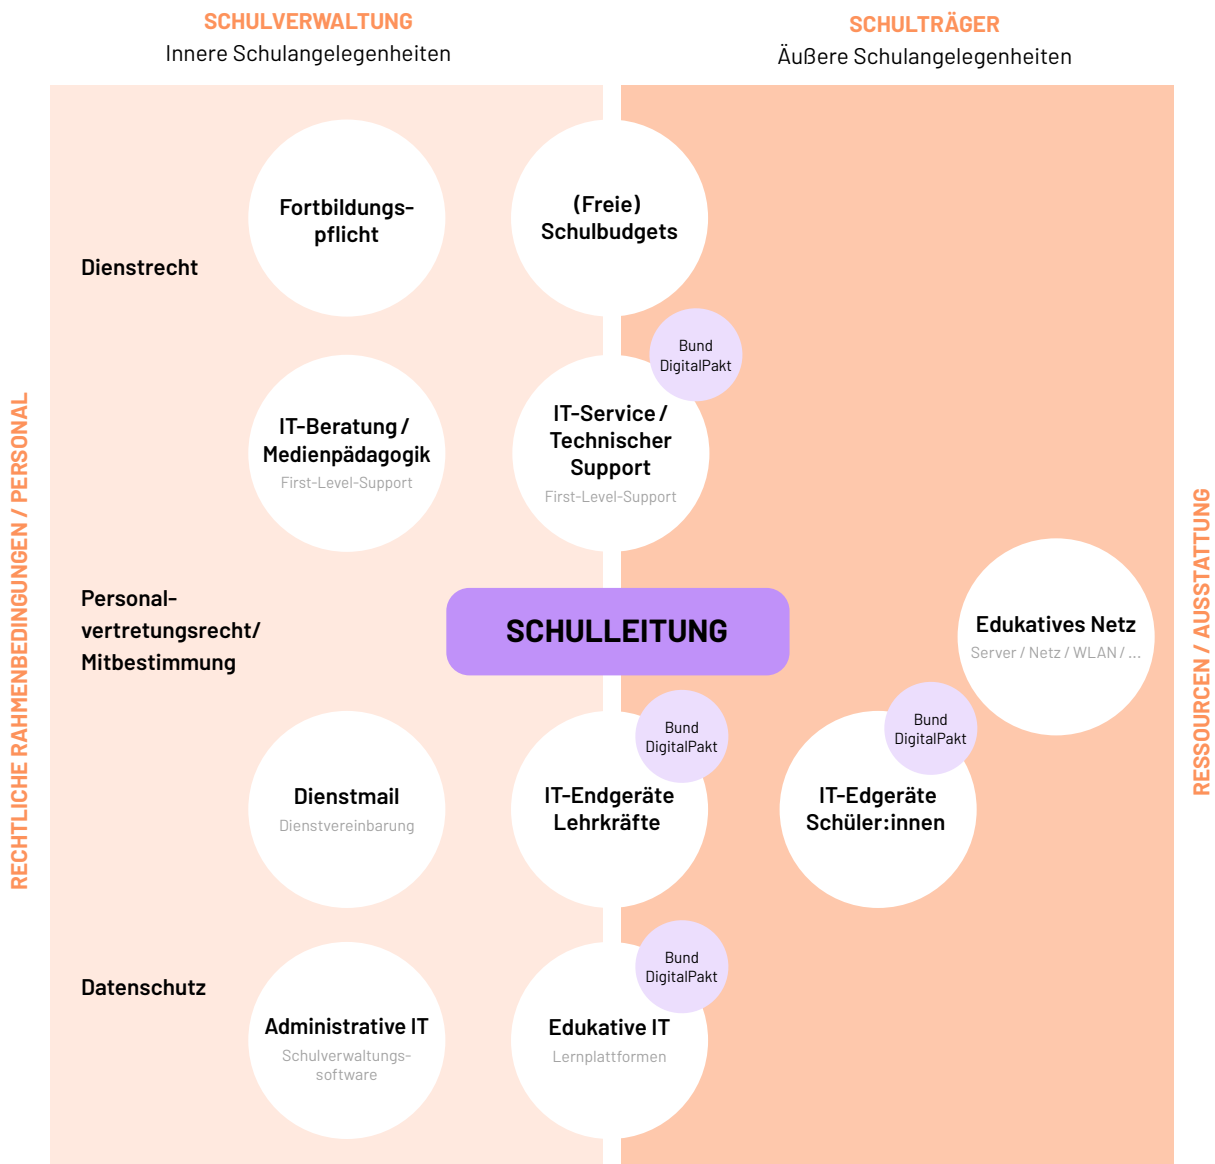 SCHULVERWALTUNG
Innere Schulangelegenheiten
SCHULTRÄGER
Äußere Schulangelegenheiten
RECHTLICHE RAHMENBEDINGUNGEN / PERSONAL
Dienstrecht
Fortbildungs-
pflicht
(Freie)
Schulbudgets
IT-Beratung /
Medienpädagogik
First-Level-Support
Bund
DigitalPakt
IT-Service /
Technischer
Support
First-Level-Support
Personal-
vertretungsrecht/
Mitbestimmung
SCHULLEITUNG
Edukatives Netz
Server / Netz / WLAN / ...
Dienstmail
Dienstvereinbarung
Bund
DigitalPakt
IT-Endgeräte
Lehrkräfte
Bund
DigitalPakt
IT-Edgeräte
Schüler:innen
Datenschutz
Administrative IT
Schulverwaltungs-
software
Bund
DigitalPakt
Edukative IT
Lernplattformen
RESSOURCEN / AUSSTATTUNG